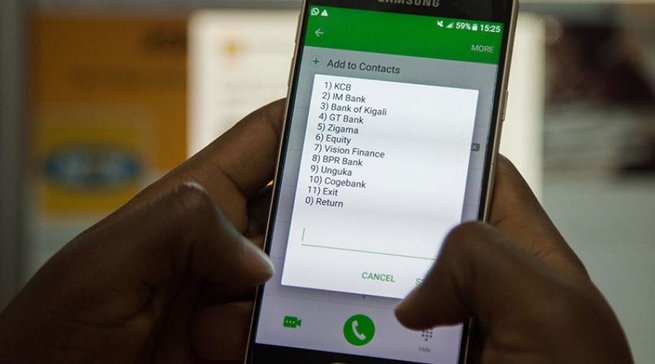 SAMSUNG
59% 15:25
MORE
Add to Contacts
1) KCB
2) IM Bank
3) Bank of Kigali
4) GT Bank
5) Zigama
6) Equity
7) Vision Finance
8) BPR Bank
9) Unguka
10) Cogebank
11) Exit
0) Return
CANCEL